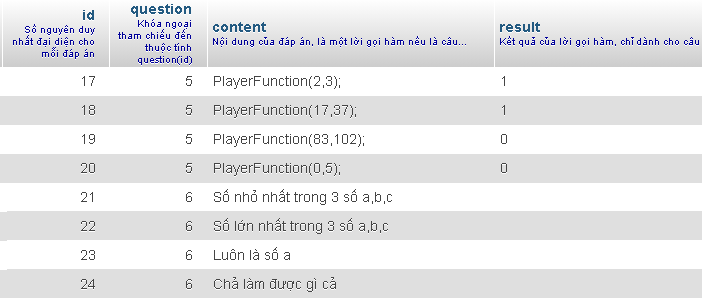 id
Số nguyên duy
nhất đại diện cho
mỗi đáp án
question
Khóa ngoại
tham chiếu đến
thuộc tính
question(id)
content
Nội dung của đáp án, là một lời gọi hàm nếu là câu...
result
Kết quả của lời gọi hàm, chỉ dành cho câu
17 5 PlayerFunction(2,3); 1
18 5 PlayerFunction(17,37); 1
19 5 PlayerFunction(83,102); 0
20 5 PlayerFunction(0,5); 0
21 6 Số nhỏ nhất trong 3 số a,b,c
22 6 Số lớn nhất trong 3 số a,b,c
23 6 Luôn là số a
24 6 Chả làm được gì cả